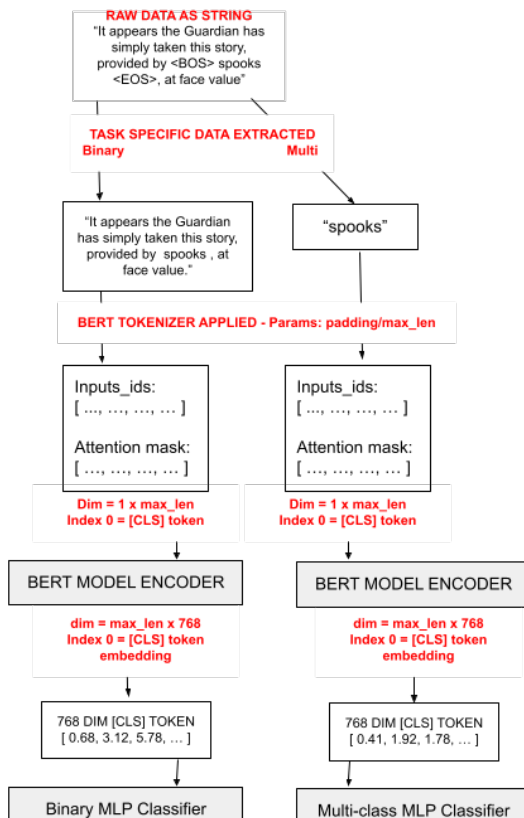 RAW DATA AS STRING
“It appears the Guardian has
simply taken this story,
provided by <BOS> spooks
<EOS>, at face value”
TASK SPECIFIC DATA EXTRACTED
Binary Multi
“It appears the Guardian
has simply taken this story,
provided by spooks , at
face value.”
“spooks”
BERT TOKENIZER APPLIED - Params: padding/max_len
Inputs_ids:
[ ..., …, …, … ]
Attention mask:
[ …, …, …, … ]
Inputs_ids:
[ ..., …, …, … ]
Attention mask:
[ …, …, …, … ]
Dim = 1 x max_len
Index 0 = [CLS] token
Dim = 1 x max_len
Index 0 = [CLS] token
BERT MODEL ENCODER
BERT MODEL ENCODER
dim = max_len x 768
Index 0 = [CLS] token
embedding
dim = max_len x 768
Index 0 = [CLS] token
embedding
768 DIM [CLS] TOKEN
[ 0.68, 3.12, 5.78, … ]
768 DIM [CLS] TOKEN
[ 0.41, 1.92, 1.78, … ]
Binary MLP Classifier
Multi-class MLP Classifier